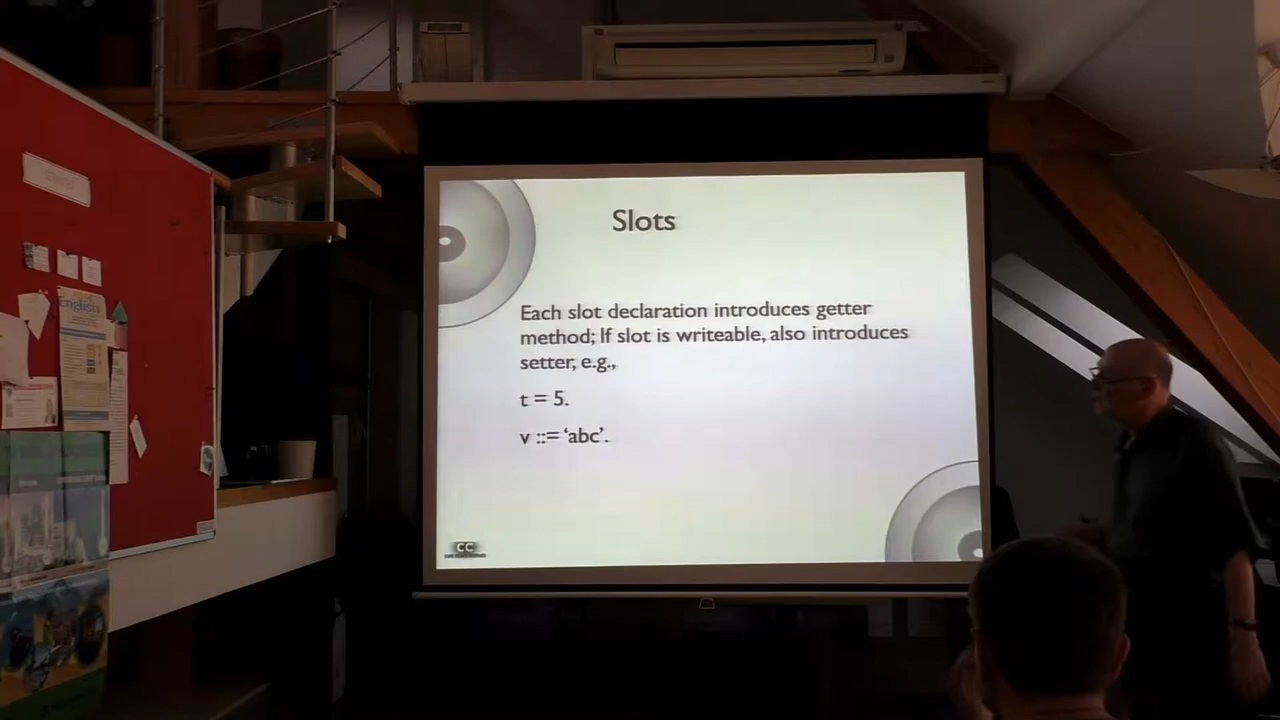 Slots
Each slot declaration introduces getter
method; If slot is writeable, also introduces
setter, e.g.,
t = 5.
v ::= ‘abc’.
CC
English